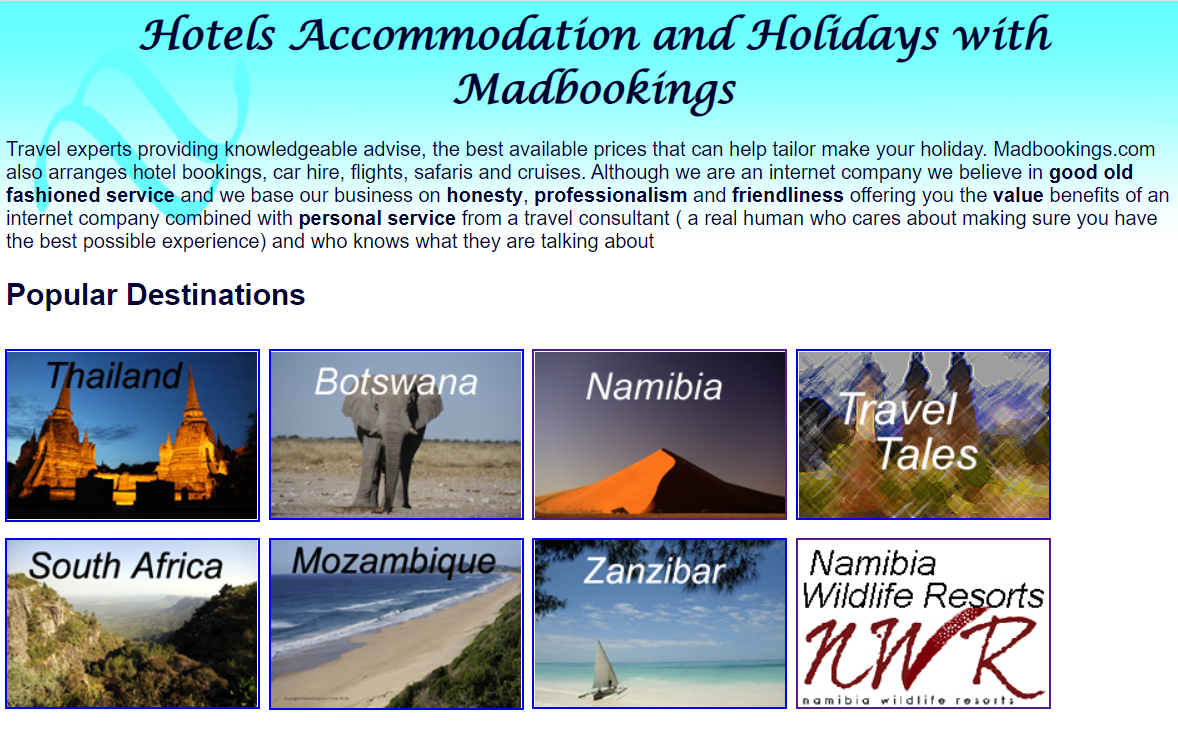 Hotels Accommodation and Holidays with
Madbookings
Travel experts providing knowledgeable advise, the best available prices that can help tailor make your holiday. Madbookings.com
also arranges hotel bookings, car hire, flights, safaris and cruises. Although we are an internet company we believe in good old
fashioned service and we base our business on honesty, professionalism and friendliness offering you the value benefits of an
internet company combined with personal service from a travel consultant ( a real human who cares about making sure you have
the best possible experience) and who knows what they are talking about
Popular Destinations
Thailand
Botswana
Namibia
Travel
Tales
South Africa
Mozambique
Zanzibar
Namibia
Wildlife Resorts
NWR
namibia wildlife resorts